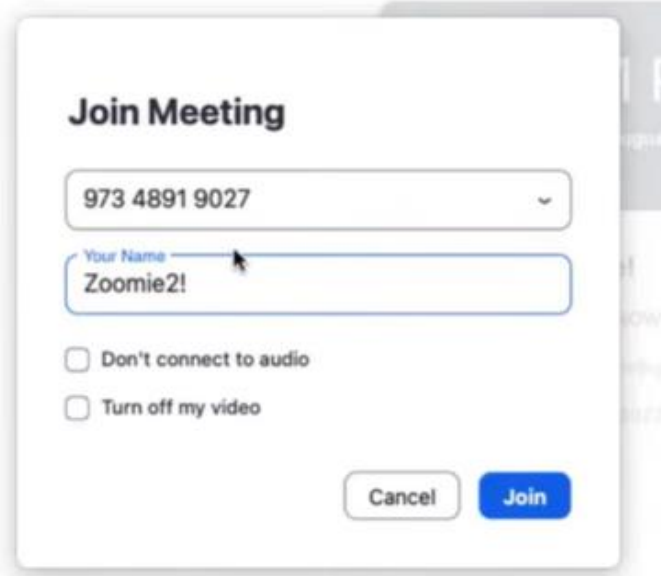 Join Meeting
973 4891 9027
Your Name
Zoomie2!
Don't connect to audio
Turn off my video
Cancel
Join